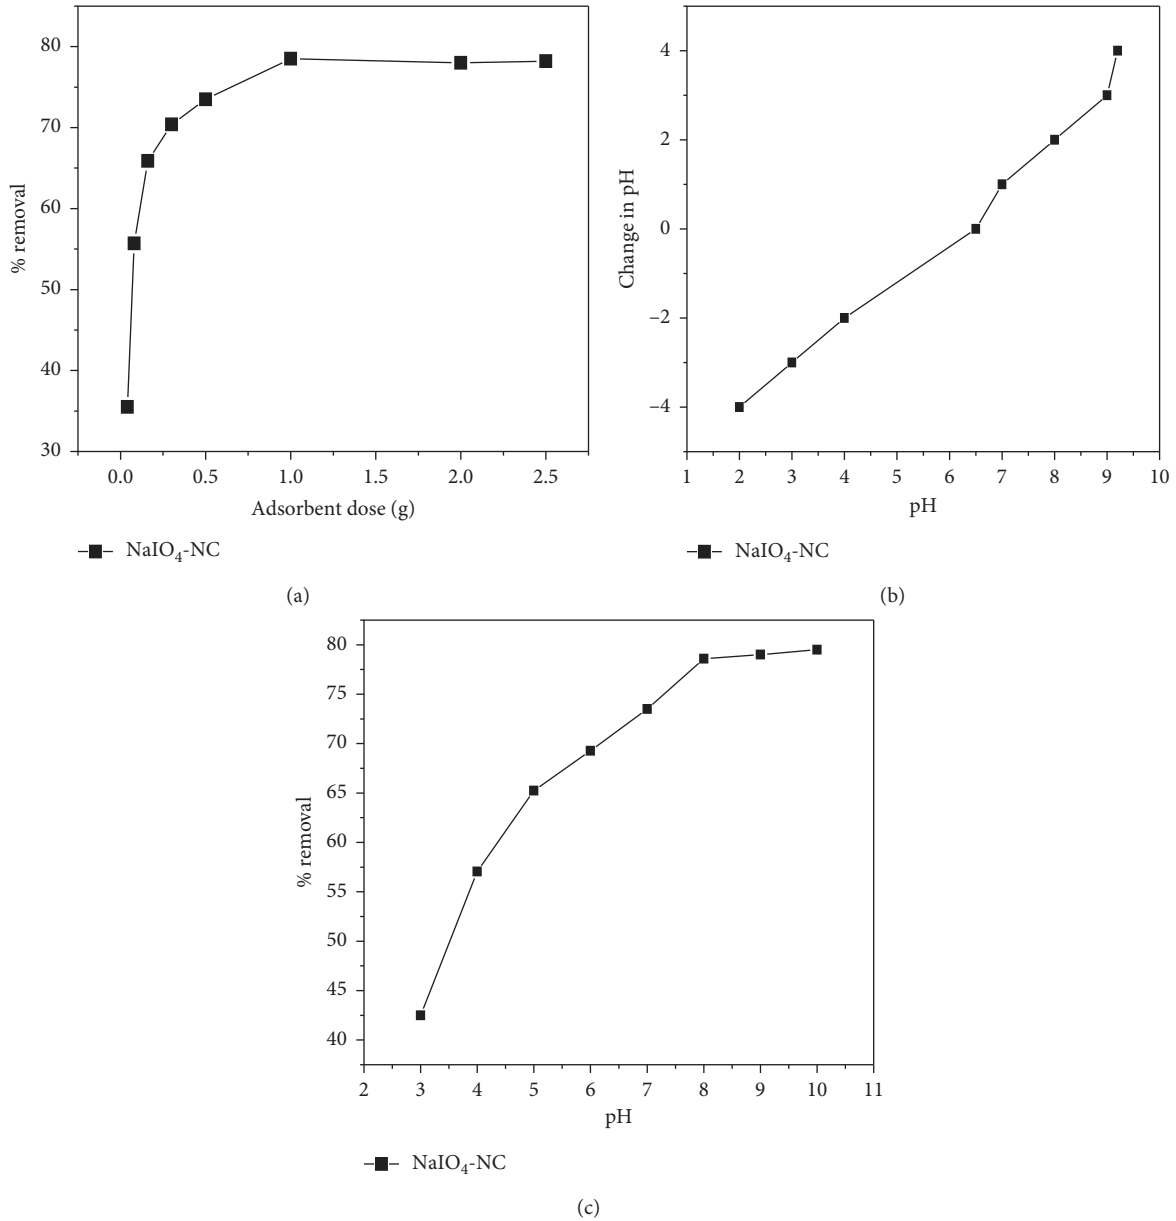 80
70
60
50
40
30
% removal
0.0 0.5 1.0 1.5 2.0 2.5
Adsorbent dose (g)
NaIO₄-NC
(a)
4
2
0
−2
−4
Change in pH
1 2 3 4 5 6 7 8 9 10
pH
NaIO₄-NC
(b)
80
75
70
65
60
55
50
45
40
% removal
2 3 4 5 6 7 8 9 10 11
pH
NaIO₄-NC
(c)